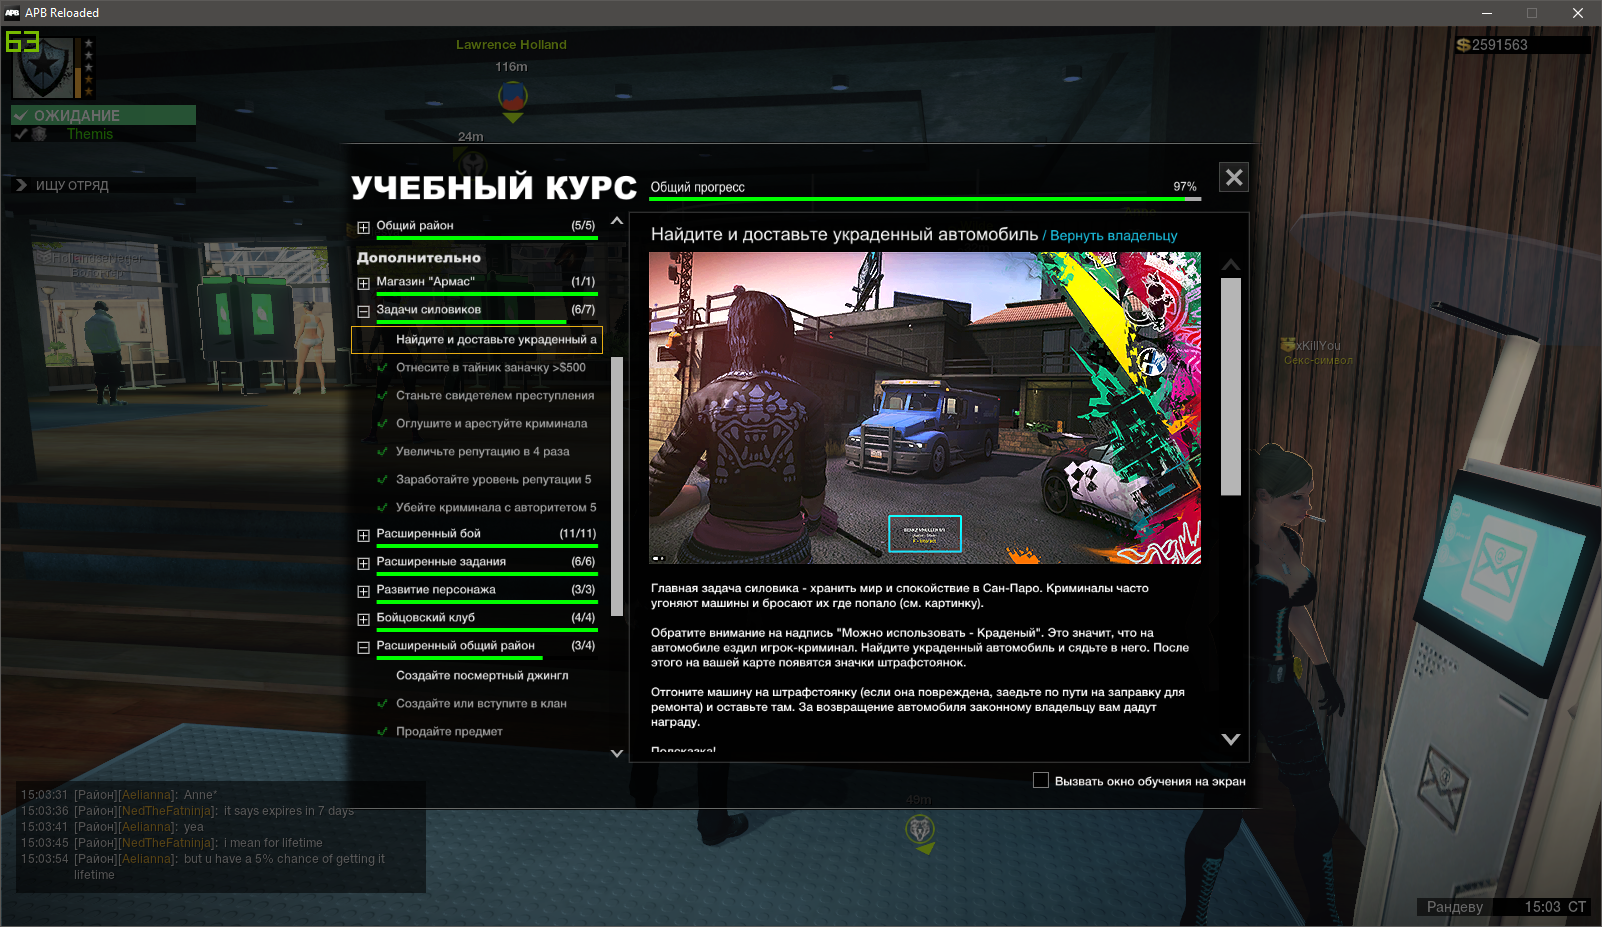 APB Reloaded
63
Lawrence Holland
116m
24m
$2591563
ОЖИДАНИЕ
Themis
ИЩУ ОТРЯД
УЧЕБНЫЙ КУРС
Общий прогресс
97%
Общий район (5/5)
Дополнительно
Магазин "Армас" (1/1)
Задачи силовиков (6/7)
Найдите и доставьте украденный а
Отнесите в тайник заначку >$500
Станьте свидетелем преступления
Оглушите и арестуйте криминала
Увеличьте репутацию в 4 раза
Заработайте уровень репутации 5
Убейте криминала с авторитетом 5
Расширенный бой (11/11)
Расширенные задания (6/6)
Развитие персонажа (3/3)
Бойцовский клуб (4/4)
Расширенный общий район (3/4)
Создайте посмертный джингл
Создайте или вступите в клан
Продайте предмет
Найдите и доставьте украденный автомобиль / Вернуть владельцу
Главная задача силовика - хранить мир и спокойствие в Сан-Паро. Криминалы часто
угоняют машины и бросают их где попало (см. картинку).
Обратите внимание на надпись "Можно использовать - Краденый". Это значит, что на
автомобиле ездил игрок-криминал. Найдите украденный автомобиль и сядьте в него. После
этого на вашей карте появятся значки штрафстоянок.
Отгоните машину на штрафстоянку (если она повреждена, заедьте по пути на заправку для
ремонта) и оставьте там. За возвращение автомобиля законному владельцу вам дадут
награду.
Подсказка!
Вызвать окно обучения на экран
xKillYou
Секс-символ
49m
15:03:31 [Район][Aelianna]: Anne*
15:03:36 [Район][NedTheFatninja]: it says expires in 7 days
15:03:41 [Район][Aelianna]: yea
15:03:45 [Район][NedTheFatninja]: i mean for lifetime
15:03:54 [Район][Aelianna]: but u have a 5% chance of getting it
lifetime
Рандеву 15:03 СТ